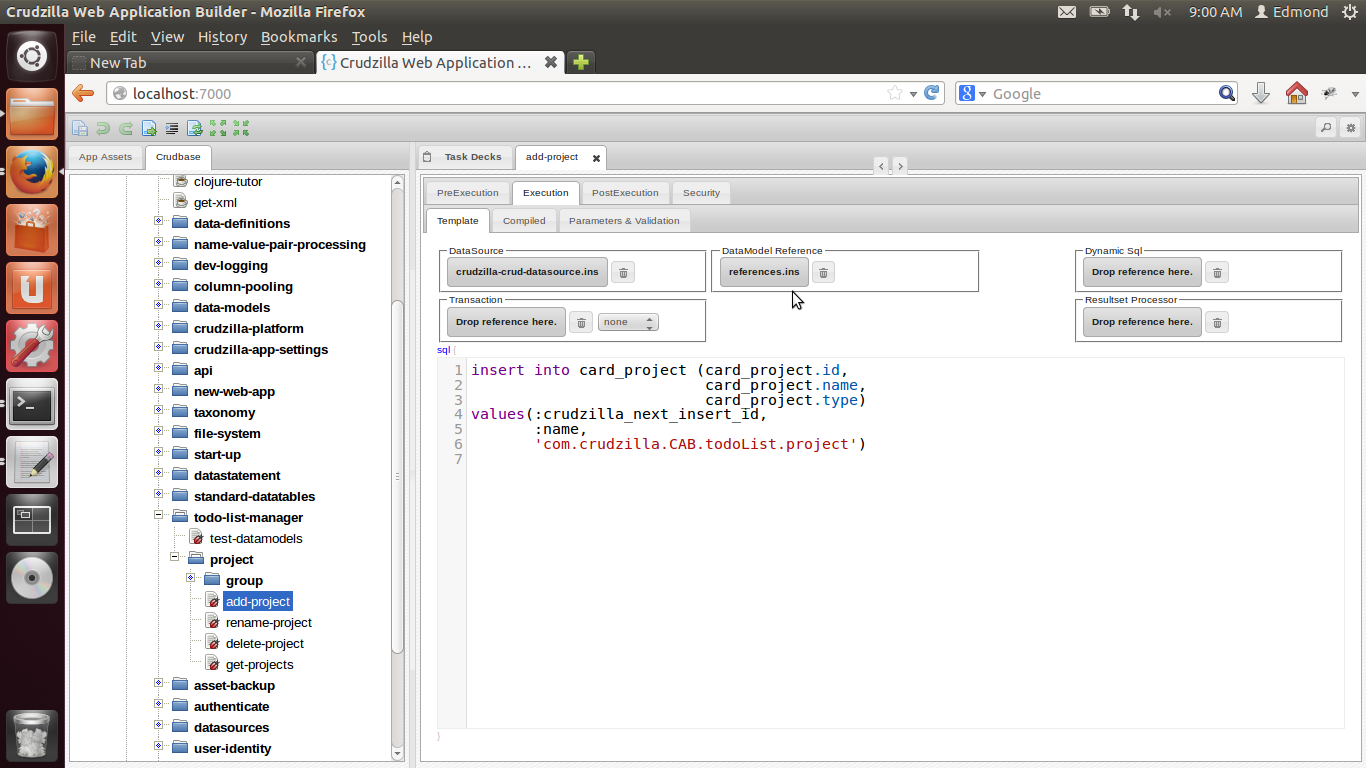 Crudzilla Web Application Builder - Mozilla Firefox
9:00 AM Edmond
File Edit View History Bookmarks Tools Help
New Tab
{c} Crudzilla Web Application ...
localhost:7000
8 Google
App Assets Crudbase
Task Decks add-project
< >
clojure-tutor
get-xml
data-definitions
name-value-pair-processing
dev-logging
column-pooling
data-models
crudzilla-platform
crudzilla-app-settings
api
new-web-app
taxonomy
file-system
start-up
datastatement
standard-datatables
todo-list-manager
test-datamodels
project
group
add-project
rename-project
delete-project
get-projects
asset-backup
authenticate
datasources
user-identity
PreExecution Execution PostExecution Security
Template Compiled Parameters & Validation
DataSource DataModel Reference Dynamic Sql
crudzilla-crud-datasource.ins references.ins Drop reference here.
Transaction Resultset Processor
Drop reference here. none Drop reference here.
sql {
1 insert into card_project (card_project.id,
2 card_project.name,
3 card_project.type)
4 values(:crudzilla_next_insert_id,
5 :name,
6 'com.crudzilla.CAB.todoList.project')
7
}